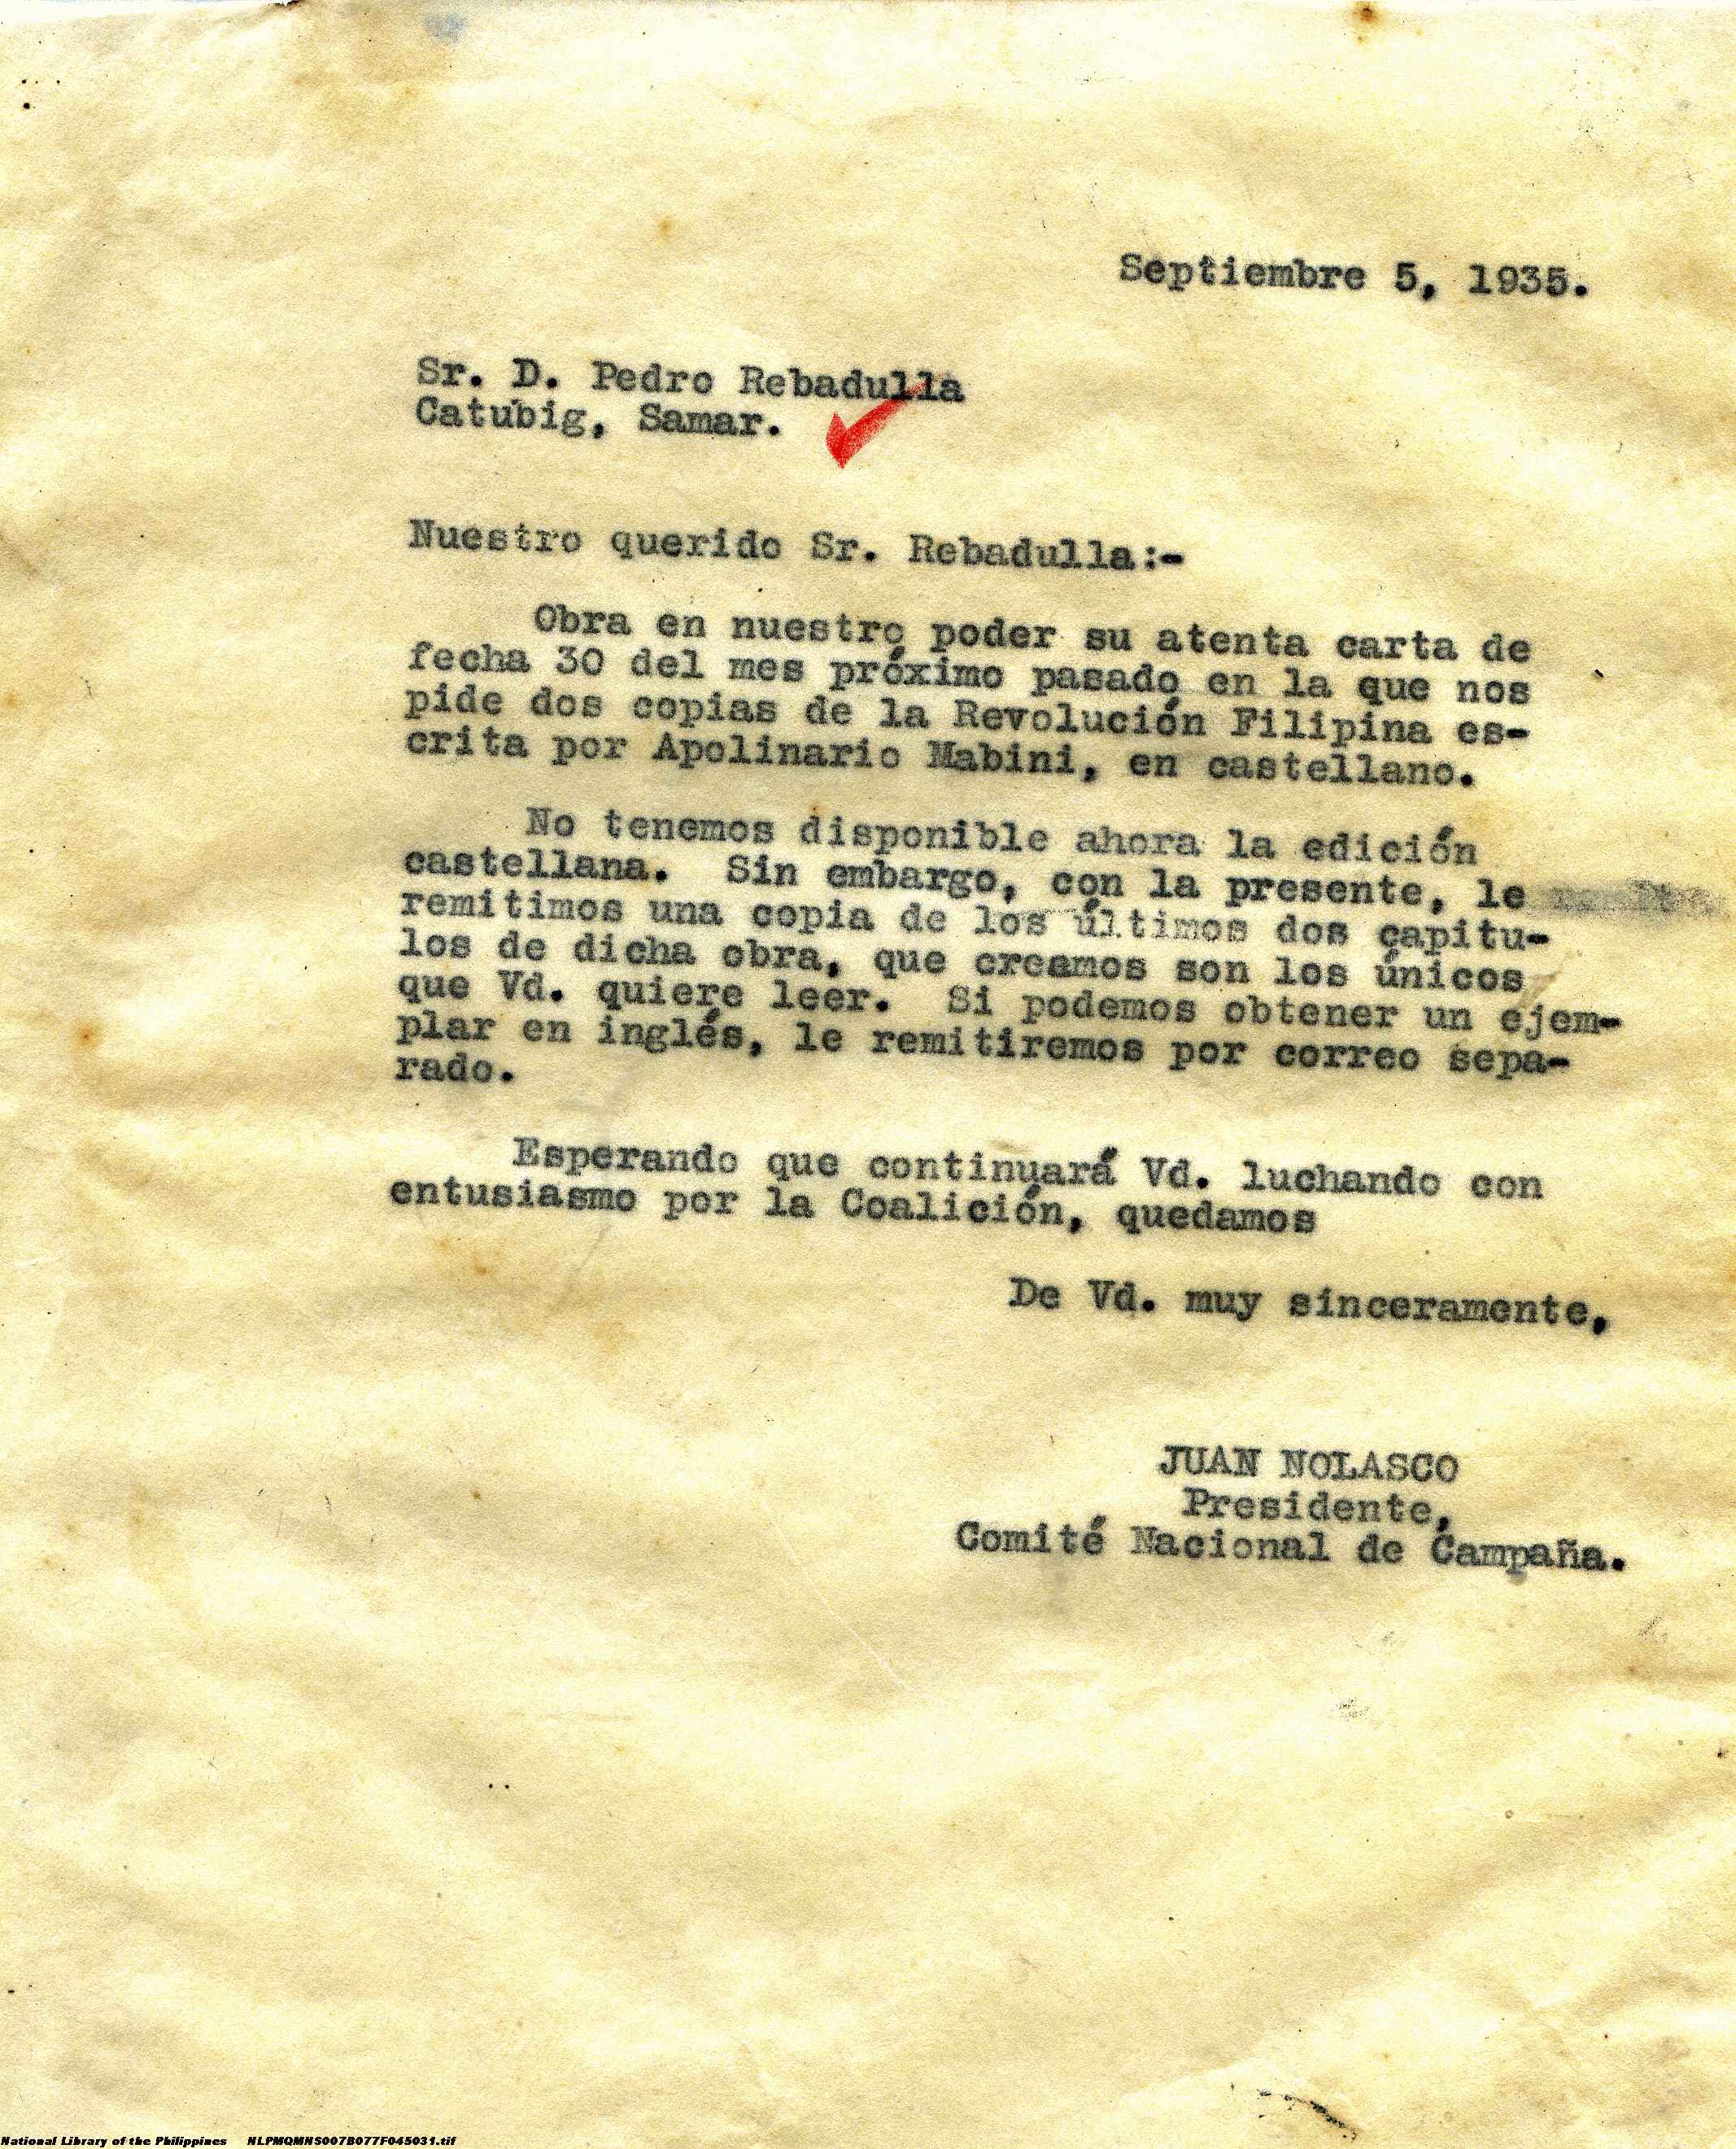 Septiembre 5, 1935.
Sr. D. Pedro Rebadulla
Catubig, Samar.
Nuestro querido Sr. Rebadulla:-
Obra en nuestro poder su atenta carta de
fecha 30 del mes próximo pasado en la que nos
pide dos copias de la Revolución Filipina es-
crita por Apolinario Mabini, en castellano.
No tenemos disponible ahora la edición
castellana. Sin embargo, con la presente, le
remitimos una copia de los últimos dos capitu-
los de dicha obra, que creamos son los únicos
que Vd. quiere leer. Si podemos obtener un ejem-
plar en inglés, le remitiremos por correo sepa-
rado.
Esperando que continuará Vd. luchando con
entusiasmo por la Coalición, quedamos
De Vd. muy sinceramente,
JUAN NOLASCO
Presidente,
Comité Nacional de Campaña.
National Library of the Philippines NLPMQMNS007B077F045031.tif